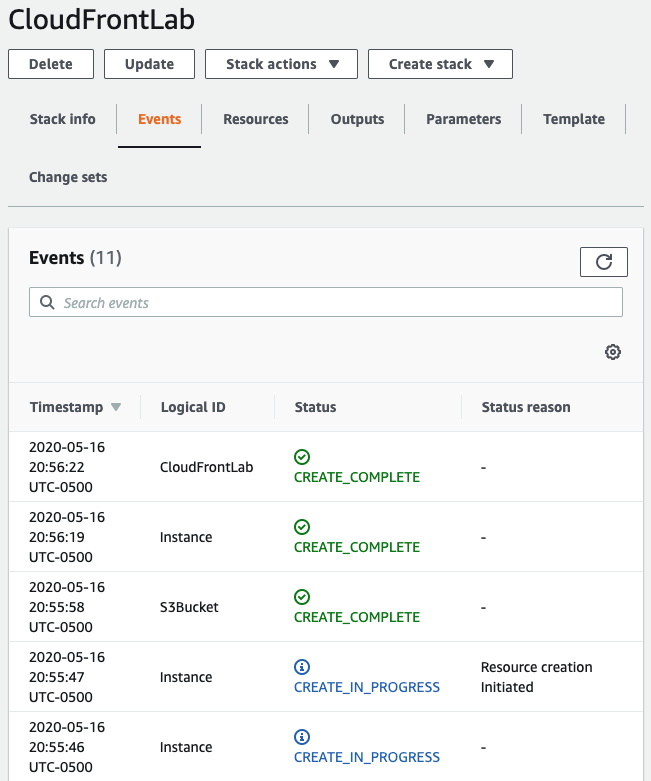 CloudFrontLab
Delete Update Stack actions Create stack
Stack info Events Resources Outputs Parameters Template
Change sets
Events (11)
Search events
Timestamp Logical ID Status Status reason
2020-05-16
20:56:22
UTC-0500
CloudFrontLab
CREATE_COMPLETE
-
2020-05-16
20:56:19
UTC-0500
Instance
CREATE_COMPLETE
-
2020-05-16
20:55:58
UTC-0500
S3Bucket
CREATE_COMPLETE
-
2020-05-16
20:55:47
UTC-0500
Instance
CREATE_IN_PROGRESS
Resource creation
Initiated
2020-05-16
20:55:46
UTC-0500
Instance
CREATE_IN_PROGRESS
-